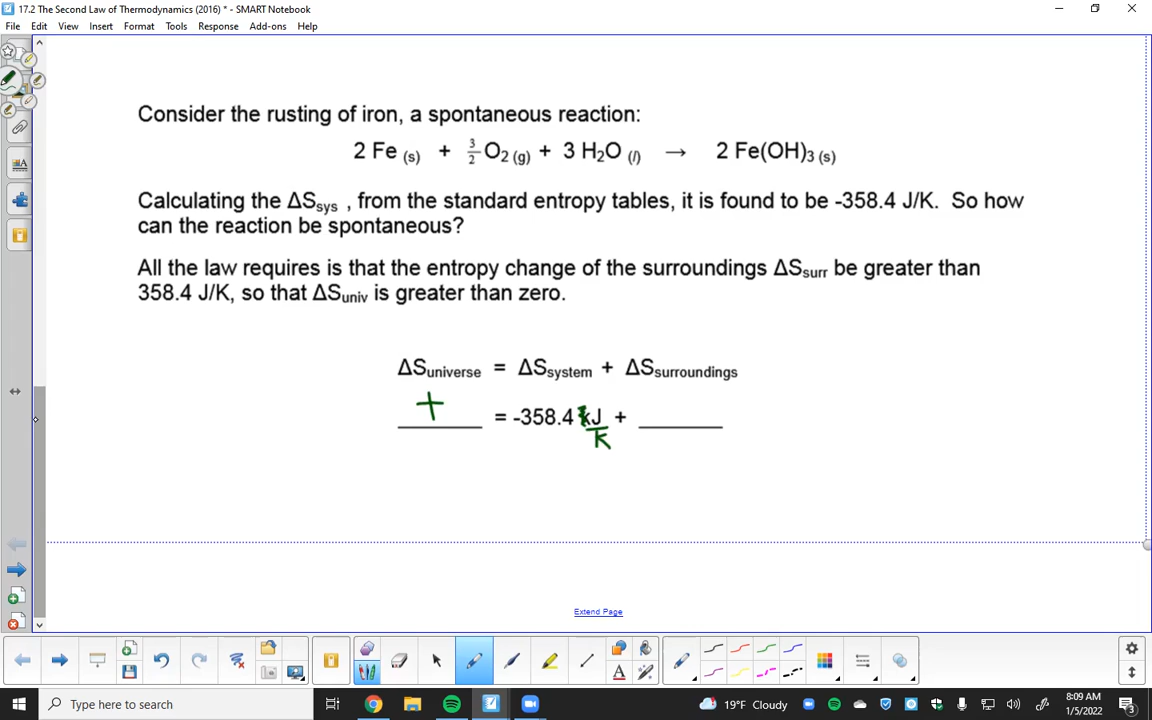 17.2 The Second Law of Thermodynamics (2016) * - SMART Notebook
File Edit View Insert Format Tools Response Add-ons Help
Consider the rusting of iron, a spontaneous reaction:
2 Fe (s) + 3/2 O2 (g) + 3 H2O (l) → 2 Fe(OH)3 (s)
Calculating the ΔSsys , from the standard entropy tables, it is found to be -358.4 J/K. So how
can the reaction be spontaneous?
All the law requires is that the entropy change of the surroundings ΔSsurr be greater than
358.4 J/K, so that ΔSuniv is greater than zero.
ΔSuniverse = ΔSsystem + ΔSsurroundings
+ = -358.4 kJ/K +
Extend Page
Type here to search
19°F Cloudy
8:09 AM
1/5/2022
3